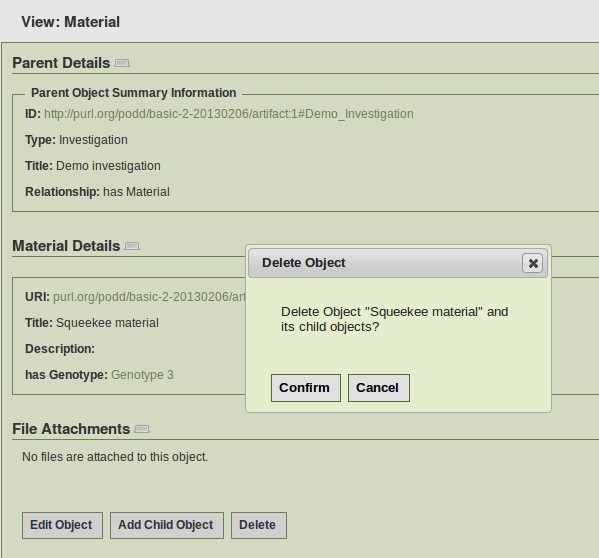 View: Material
Parent Details
Parent Object Summary Information
ID: http://purl.org/podd/basic-2-20130206/artifact:1#Demo_Investigation
Type: Investigation
Title: Demo investigation
Relationship: has Material
Material Details
URI: purl.org/podd/basic-2-20130206/art
Title: Squeekee material
Description:
has Genotype: Genotype 3
Delete Object
Delete Object "Squeekee material" and
its child objects?
Confirm Cancel
File Attachments
No files are attached to this object.
Edit Object Add Child Object Delete